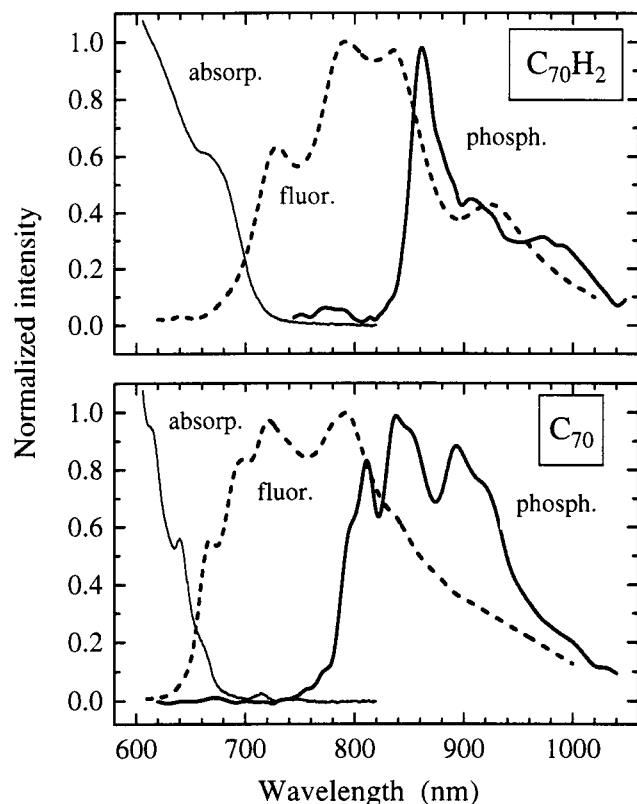 C70H2
absorp.
phosph.
fluor.
1.0
0.8
0.6
0.4
0.2
0.0
Normalized intensity
C70
absorp.
fluor.
phosph.
1.0
0.8
0.6
0.4
0.2
0.0
600 700 800 900 1000
Wavelength (nm)